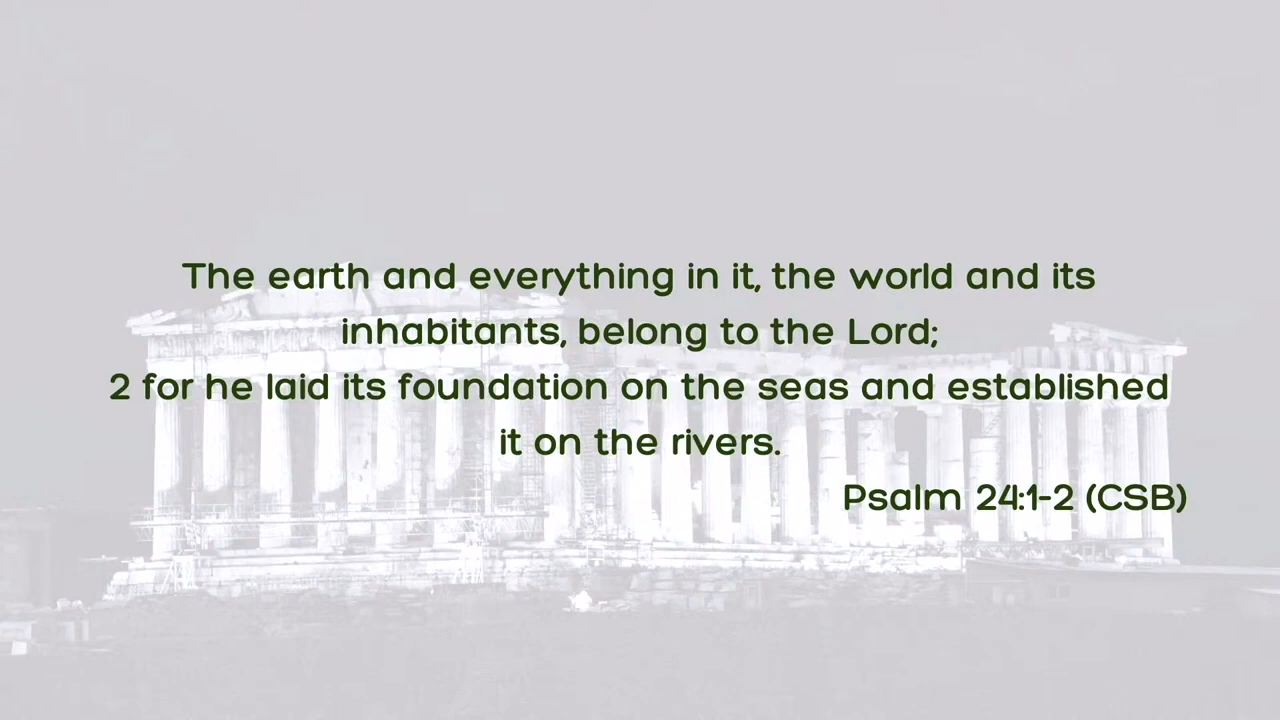 The earth and everything in it, the world and its
inhabitants, belong to the Lord;
2 for he laid its foundation on the seas and established
it on the rivers.
Psalm 24:1-2 (CSB)